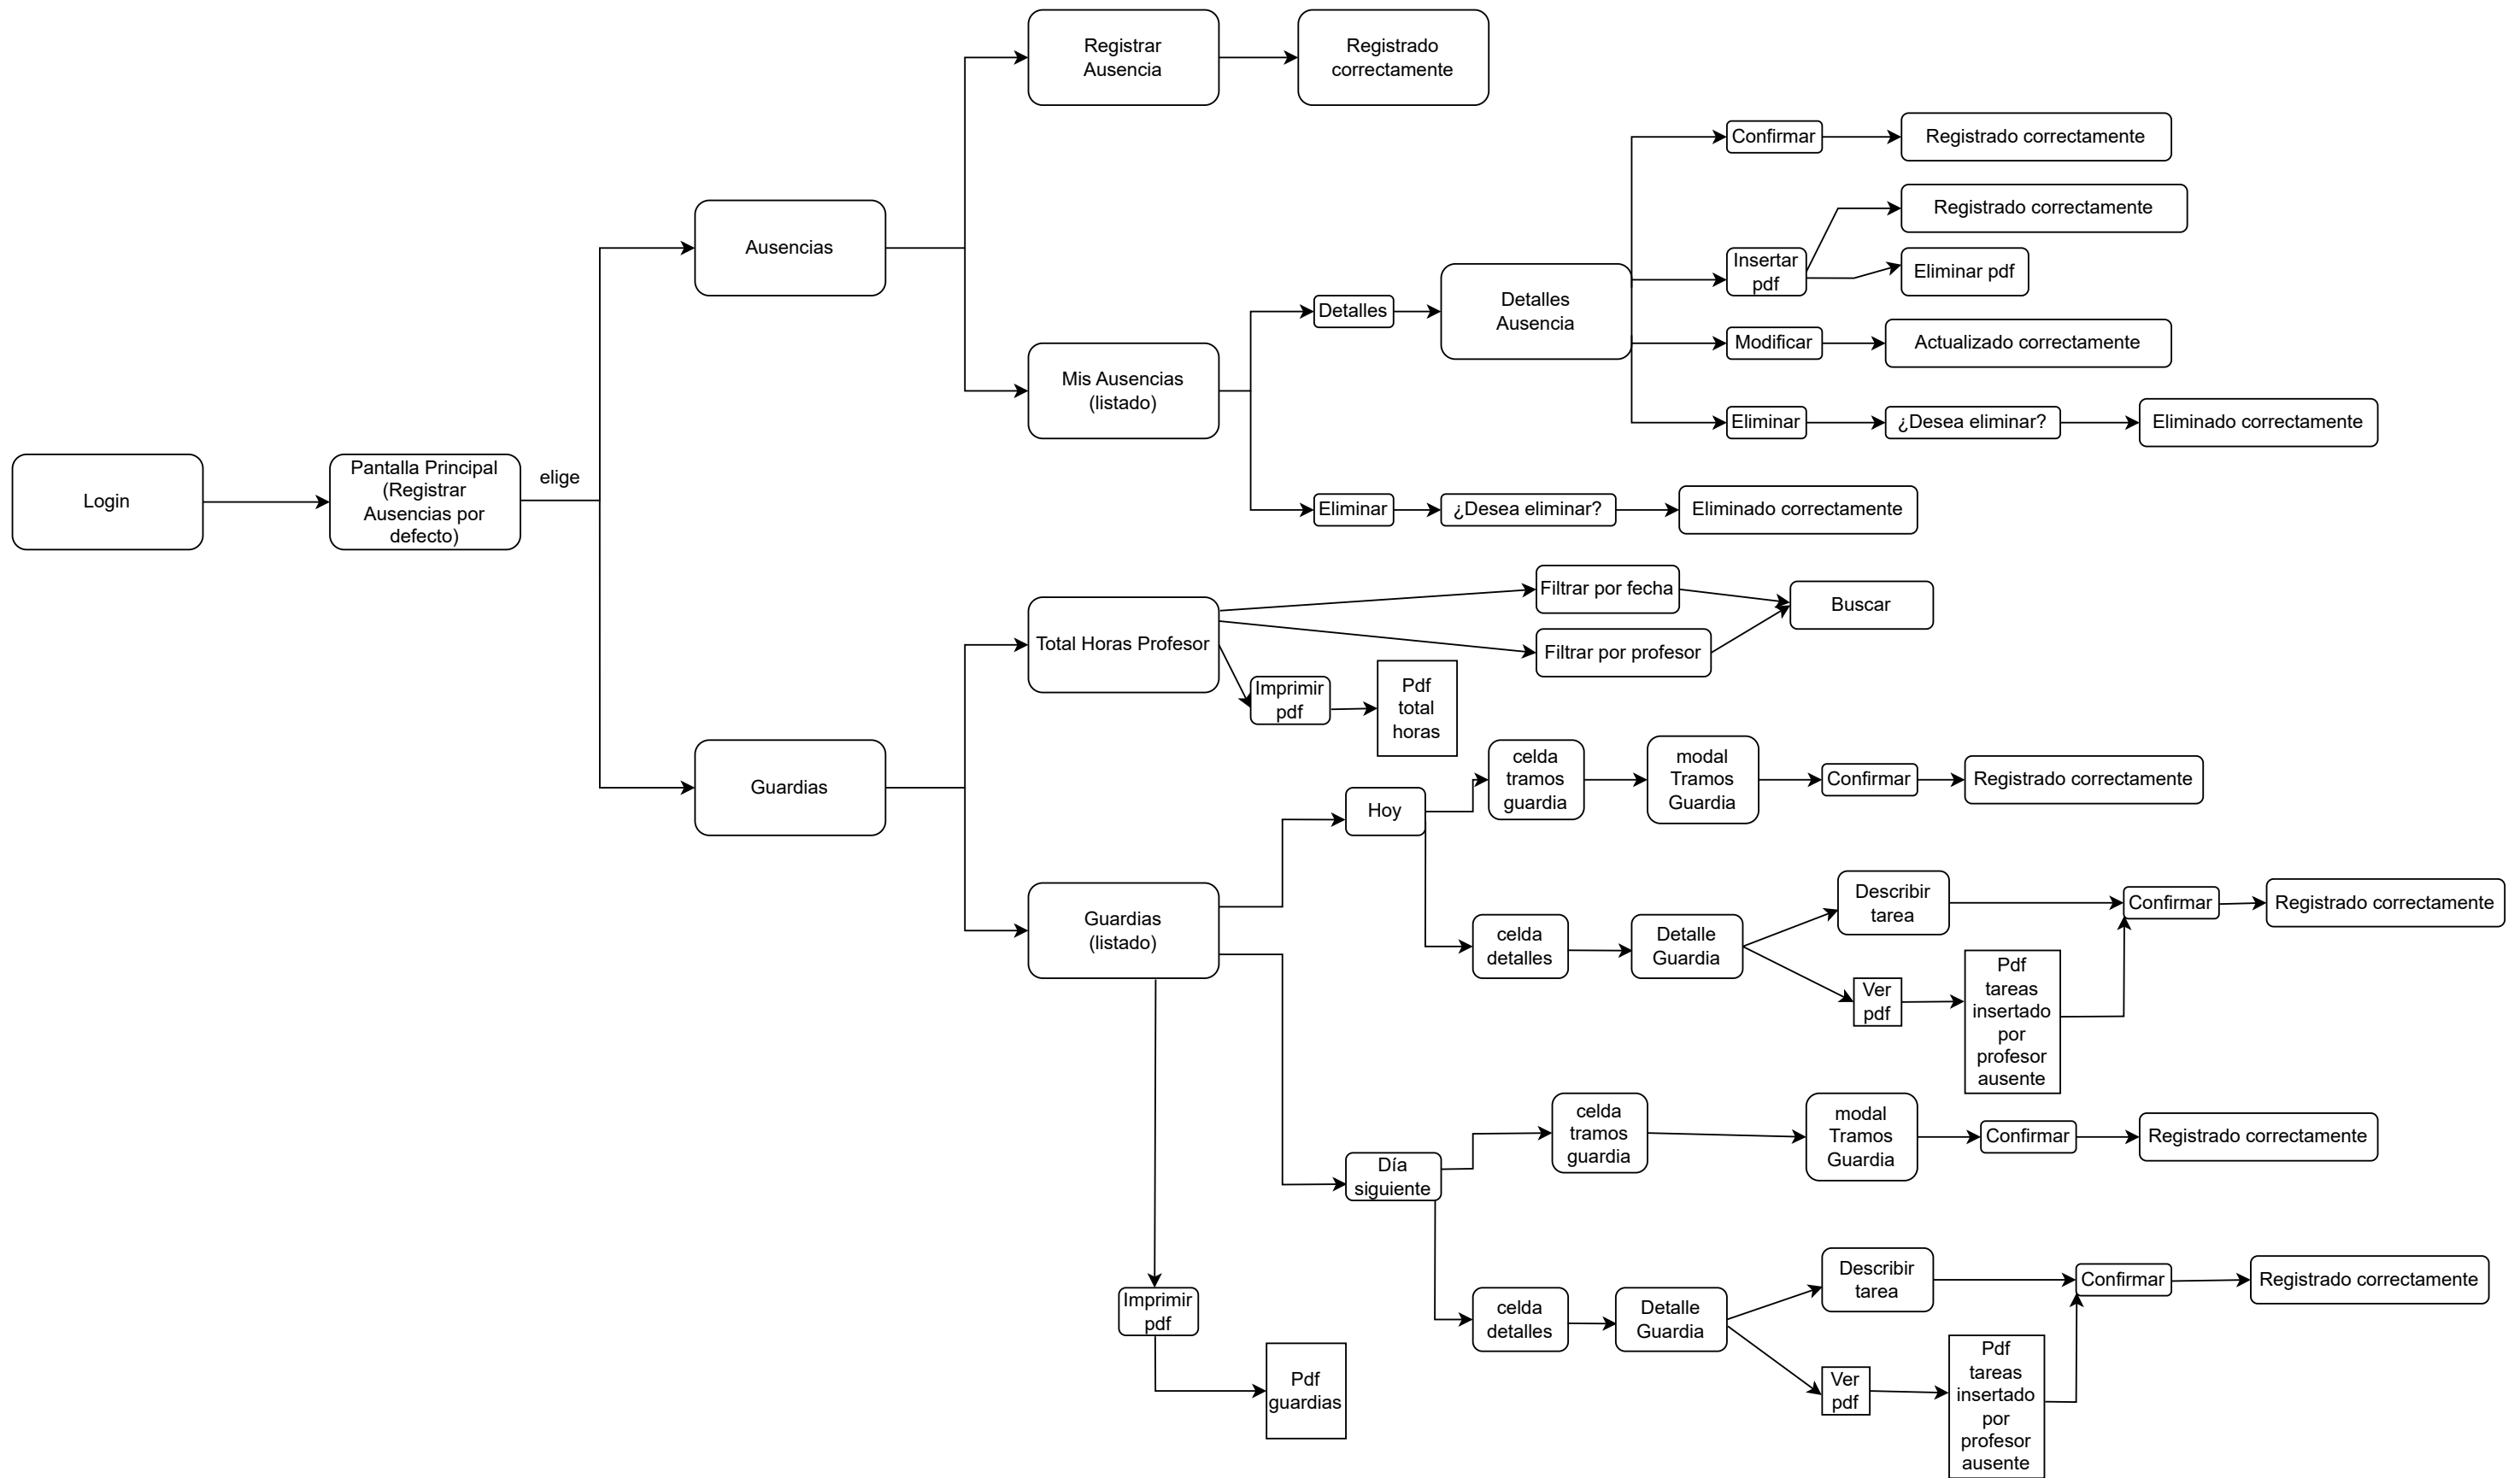 Registrar
Ausencia
Registrado
correctamente
Confirmar
Registrado correctamente
Registrado correctamente
Ausencias
Insertar
pdf
Eliminar pdf
Detalles
Detalles
Ausencia
Modificar
Actualizado correctamente
Mis Ausencias
(listado)
Eliminar
¿Desea eliminar?
Eliminado correctamente
Login
Pantalla Principal
(Registrar
Ausencias por
defecto)
elige
Eliminar
¿Desea eliminar?
Eliminado correctamente
Total Horas Profesor
Filtrar por fecha
Buscar
Filtrar por profesor
Imprimir
pdf
Pdf
total
horas
Guardias
Hoy
celda
tramos
guardia
modal
Tramos
Guardia
Confirmar
Registrado correctamente
Guardias
(listado)
celda
detalles
Detalle
Guardia
Describir
tarea
Confirmar
Registrado correctamente
Ver
pdf
Pdf
tareas
insertado
por
profesor
ausente
Día
siguiente
celda
tramos
guardia
modal
Tramos
Guardia
Confirmar
Registrado correctamente
Imprimir
pdf
Pdf
guardias
celda
detalles
Detalle
Guardia
Describir
tarea
Confirmar
Registrado correctamente
Ver
pdf
Pdf
tareas
insertado
por
profesor
ausente